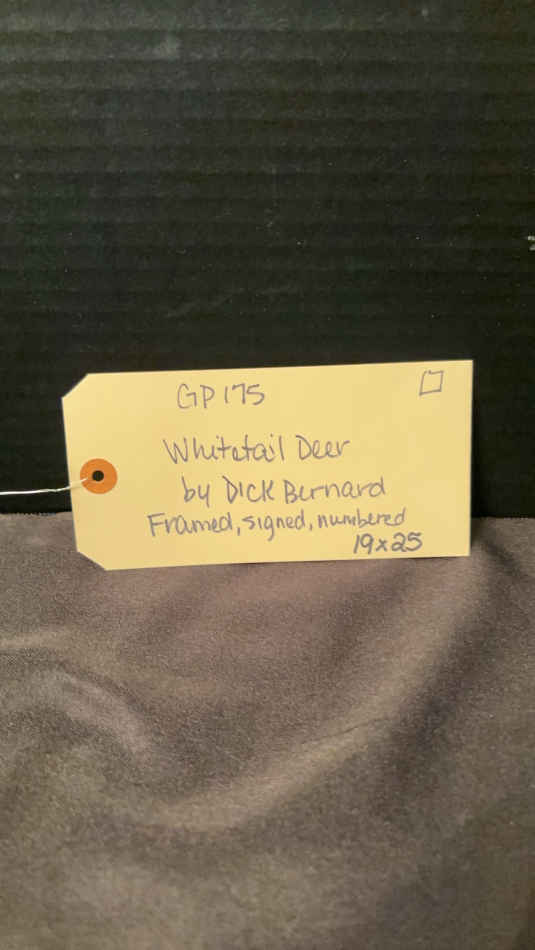 GP175
Whitetail Deer
by Dick Bernard
Framed, signed, numbered
19x25